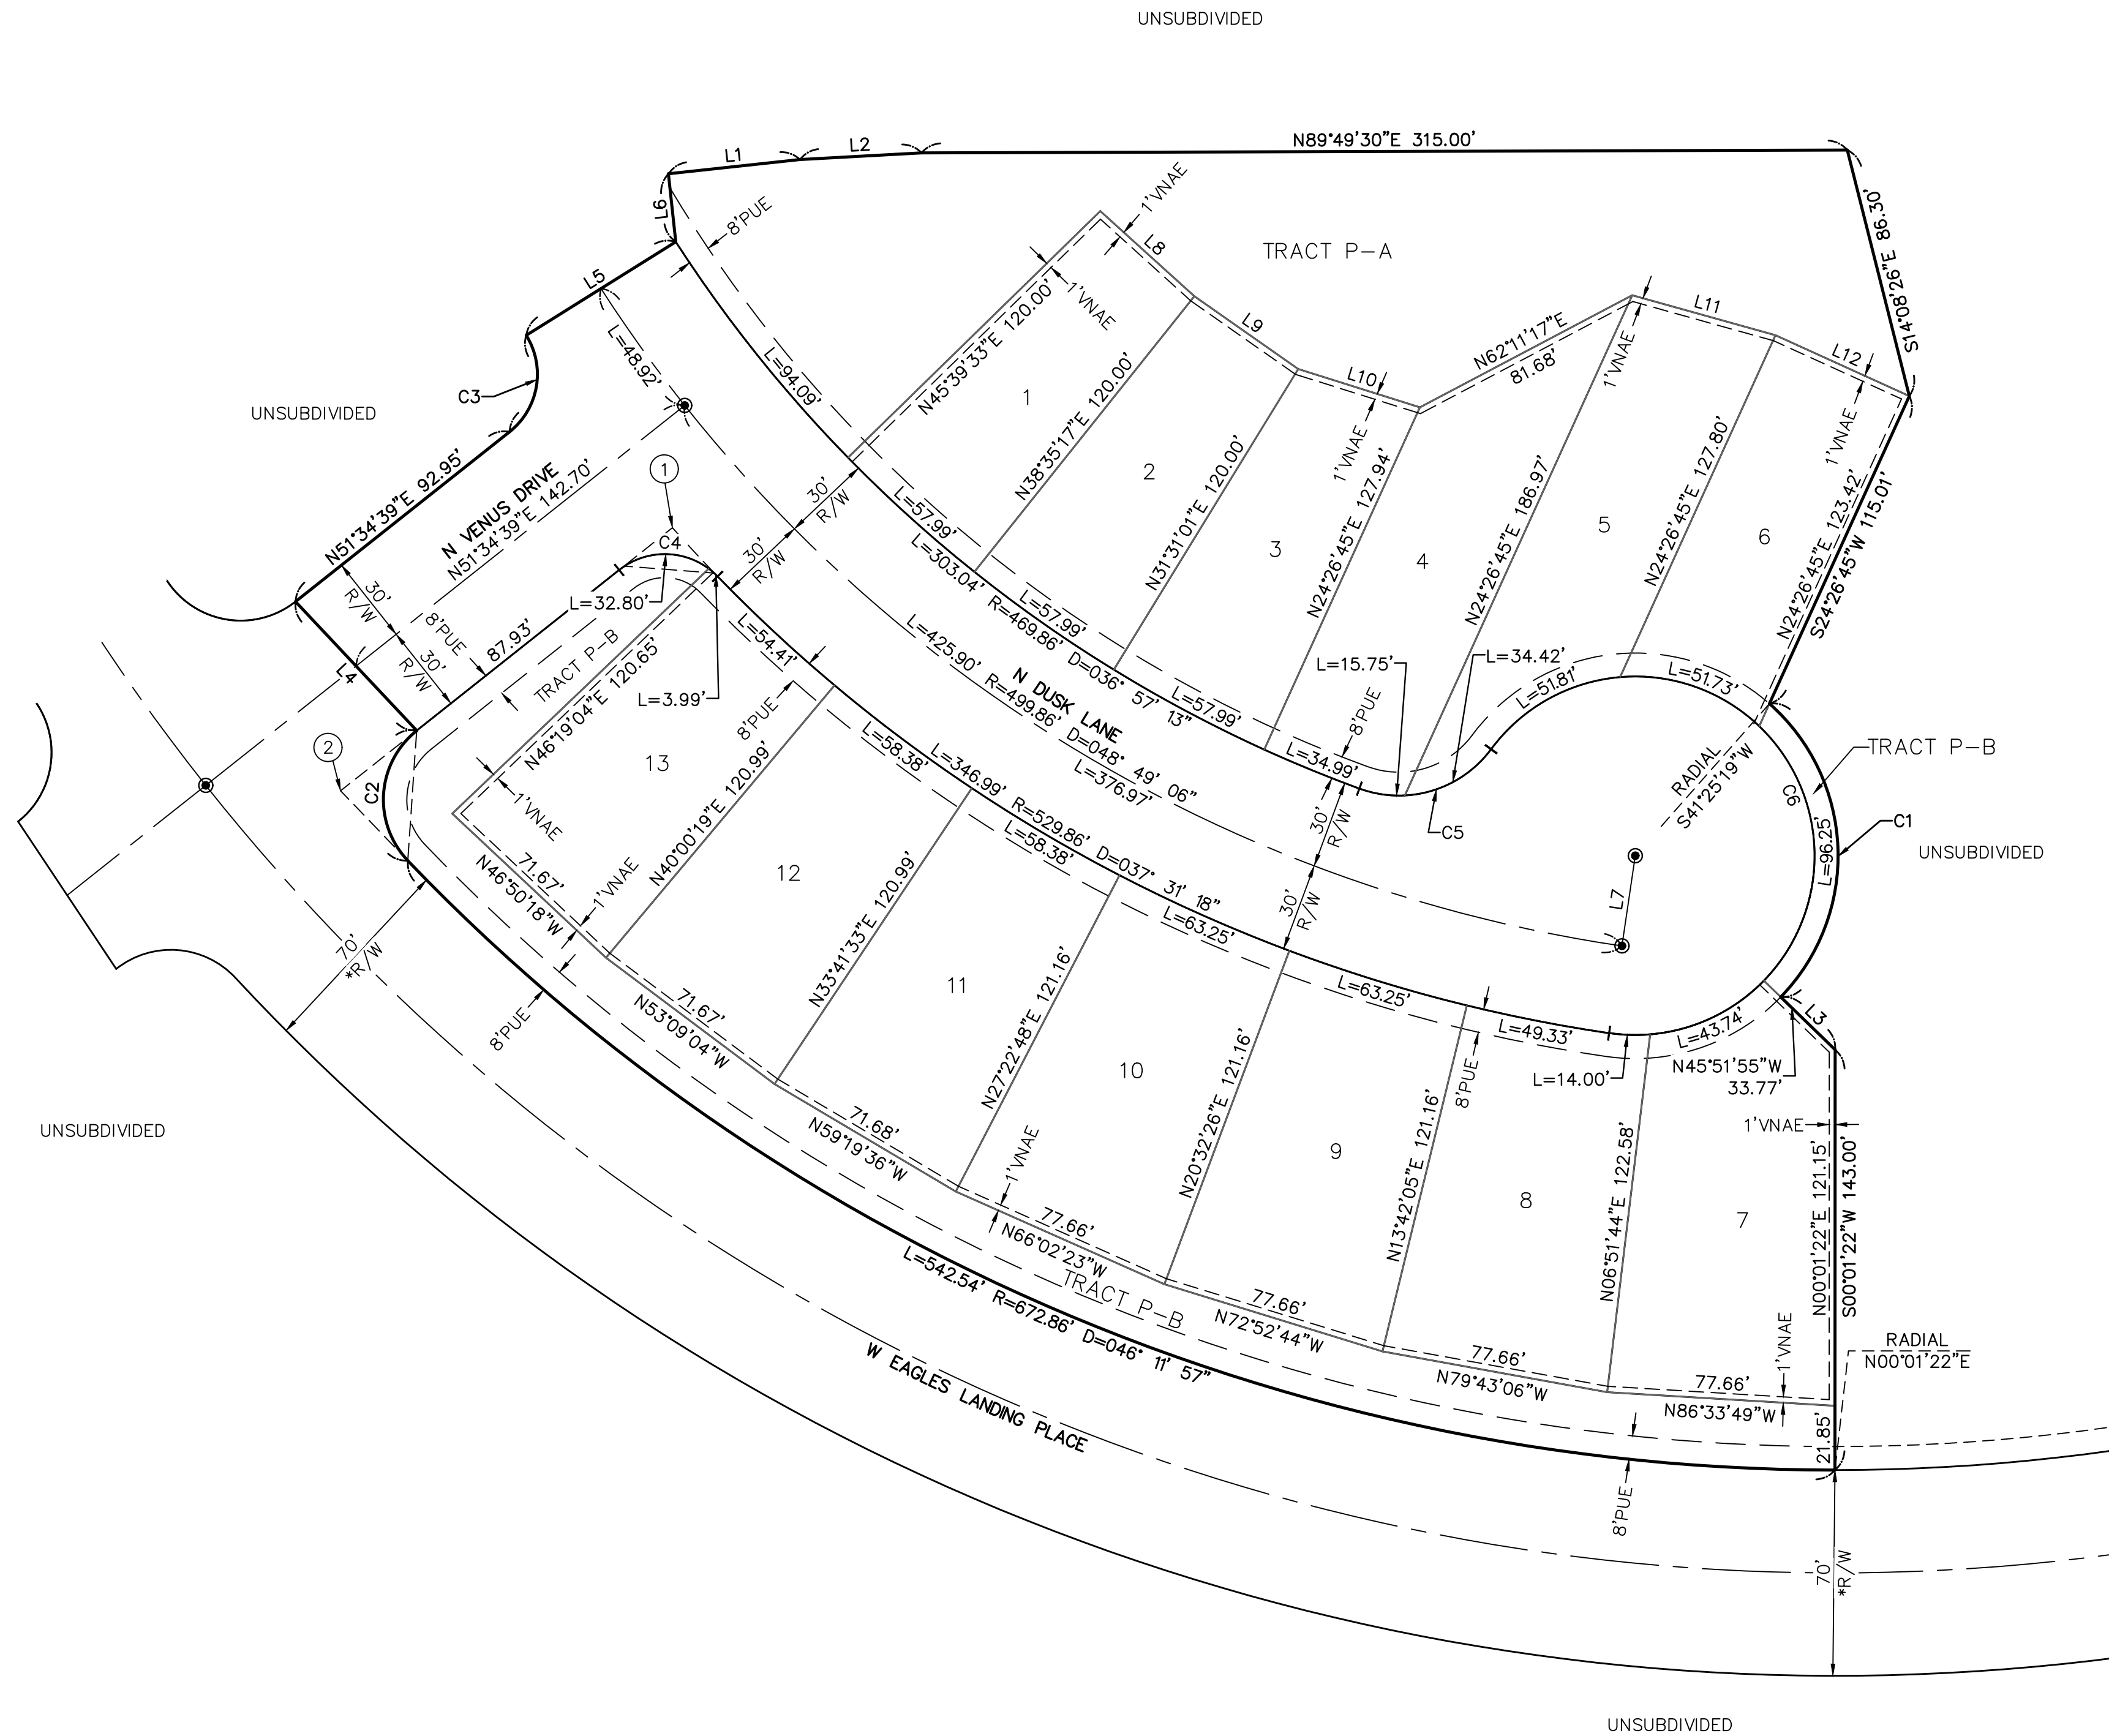 UNSUBDIVIDED
N89°49'30"E 315.00'
L1
L2
L6
8'PUE
1'VNAE
S14°08'26"E 86.30'
TRACT P-A
L8
L5
1'VNAE
L9
L11
L12
N62°11'17"E
81.68'
L10
1'VNAE
1'VNAE
1'VNAE
L=48.92'
L=94.09'
N45°39'33"E 120.00'
1
N38°35'17"E 120.00'
2
N31°31'01"E 120.00'
3
N24°26'45"E 127.94'
4
N24°26'45"E 186.97'
5
N24°26'45"E 127.80'
6
N24°26'45"E 123.42'
S24°26'45"W 115.01'
C3
UNSUBDIVIDED
N51°34'39"E 92.95'
N VENUS DRIVE
N51°34'39"E 142.70'
1
C4
30'
R/W
30'
R/W
30'
R/W
30'
R/W
8'PUE
87.93'
L=32.80'
TRACT P-B
L4
L=3.99'
L=54.41'
L=57.99'
L=303.04' R=469.86' D=036° 57' 13"
L=57.99'
L=57.99'
L=425.90' R=499.86' D=048° 49' 06"
N DUSK LANE
L=376.97'
L=15.75'
L=34.42'
L=51.81'
L=51.73'
8'PUE
L=34.99'
C5
30'
R/W
30'
R/W
RADIAL
S41°25'19"W
TRACT P-B
C6
C1
L=96.25'
UNSUBDIVIDED
L7
2
C2
N46°19'04"E 120.65'
13
8'PUE
1'VNAE
L=58.38'
L=346.99' R=529.86' D=037° 31' 18"
L=58.38'
L=63.25'
L=63.25'
L=49.33'
L=14.00'
L=43.74'
L3
N45°51'55"W
33.77'
71.67'
N46°50'18"W
1'VNAE
N40°00'19"E 120.99'
12
71.67'
N53°09'04"W
N33°41'33"E 120.99'
11
71.68'
N59°19'36"W
N27°22'48"E 121.16'
10
1'VNAE
77.66'
N66°02'23"W
N20°32'26"E 121.16'
9
77.66'
N72°52'44"W
N13°42'05"E 121.16'
8'PUE
8
77.66'
N79°43'06"W
N06°51'44"E 122.58'
7
77.66'
N86°33'49"W
1'VNAE
1'VNAE
N00°01'22"E 121.15'
S00°01'22"W 143.00'
RADIAL
N00°01'22"E
21.85'
70'
*R/W
8'PUE
UNSUBDIVIDED
TRACT P-B
L=542.54' R=672.86' D=046° 11' 57"
W EAGLES LANDING PLACE
8'PUE
70'
*R/W
UNSUBDIVIDED